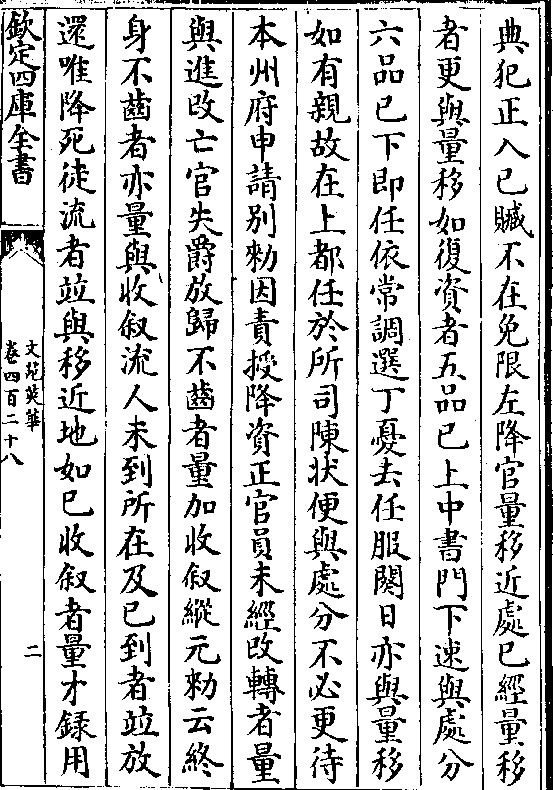 典犯正入已贓不在免限左降官量移近處已經量移
者更與量移如復資者五品已上中書門下速與處分
六品已下即任依常調選丁憂去任服闋日亦與量移
如有親故在上都任於所司陳狀便與處分不必更待
本州府申請別勑因責授降資正官員未經改轉者量
與進改亡官失爵放歸不齒者量加收叙縱元勑云終
身不齒者亦量與收叙流人未到所在及已到者竝放
還唯降死徒流者竝與移近地如已收叙者量才錄用
欽定四庫全書
文苑英華
卷四百二十八
二